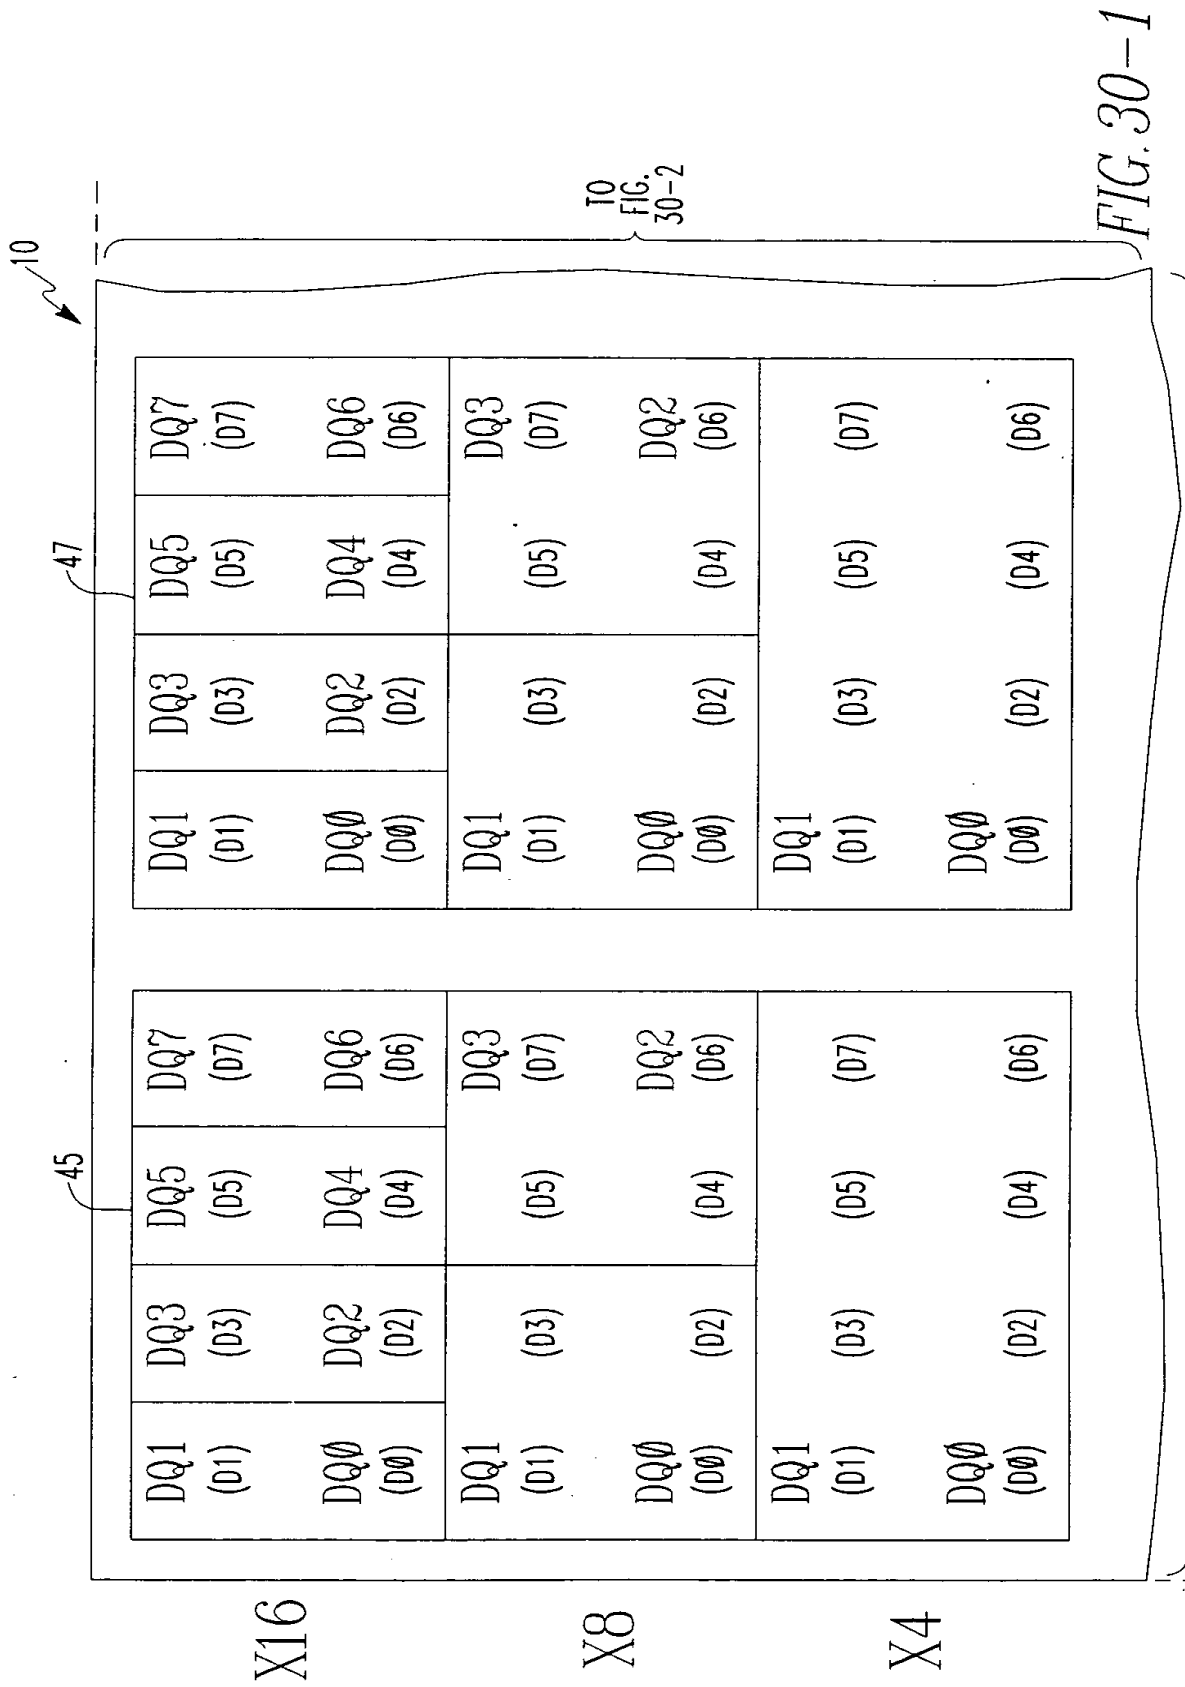 10
45
47
X16
DQ1 DQ3 DQ5 DQ7 DQ1 DQ3 DQ5 DQ7
(D1) (D3) (D5) (D7) (D1) (D3) (D5) (D7)
DQØ DQ2 DQ4 DQ6 DQØ DQ2 DQ4 DQ6
(DØ) (D2) (D4) (D6) (DØ) (D2) (D4) (D6)
X8
DQ1 DQ3 DQ1 DQ3
(D1) (D3) (D5) (D7) (D1) (D3) (D5) (D7)
DQØ DQ2 DQØ DQ2
(DØ) (D2) (D4) (D6) (DØ) (D2) (D4) (D6)
X4
DQ1 DQ1
(D1) (D3) (D5) (D7) (D1) (D3) (D5) (D7)
DQØ DQØ
(DØ) (D2) (D4) (D6) (DØ) (D2) (D4) (D6)
TO
FIG.
30-2
FIG. 30-1